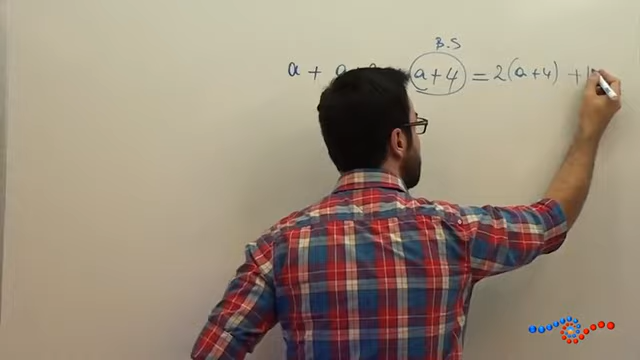 B.S
a + a (a+4) = 2(a+4) +